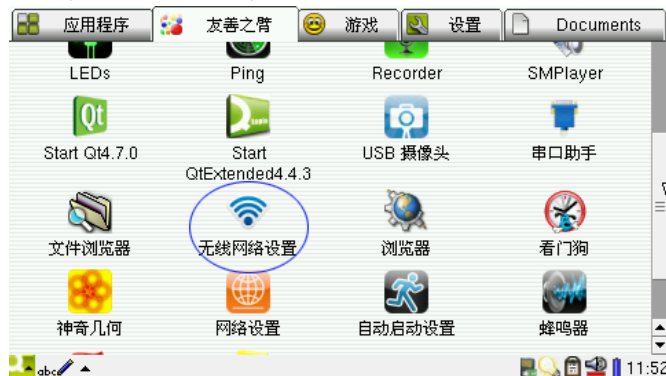 应用程序 友善之臂 游戏 设置 Documents
LEDs Ping Recorder SMPlayer
Start Qt4.7.0 Start QtExtended4.4.3 USB 摄像头 串口助手
文件浏览器 无线网络设置 浏览器 看门狗
神奇几何 网络设置 自动启动设置 蜂鸣器
abc 11:52